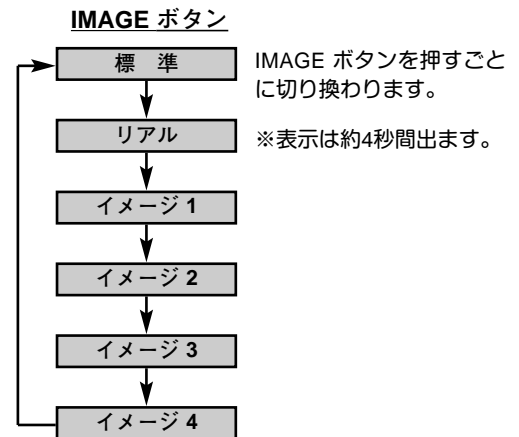 IMAGE ボタン
標 準
IMAGE ボタンを押すごと
に切り換わります。
リアル
※表示は約4秒間出ます。
イメージ 1
イメージ 2
イメージ 3
イメージ 4